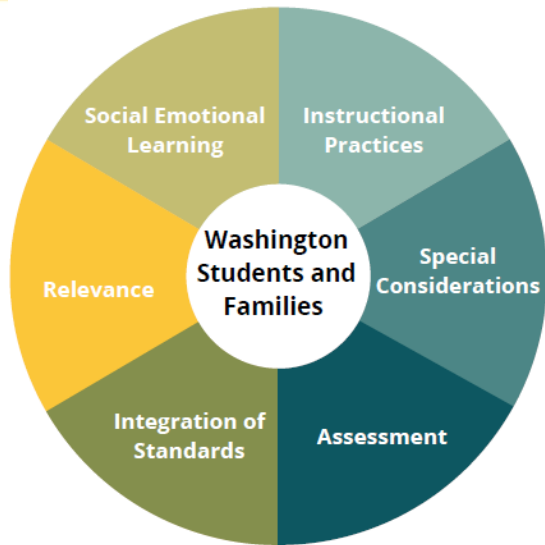 Social Emotional
Learning
Instructional
Practices
Washington
Students and
Families
Special
Considerations
Relevance
Integration of
Standards
Assessment